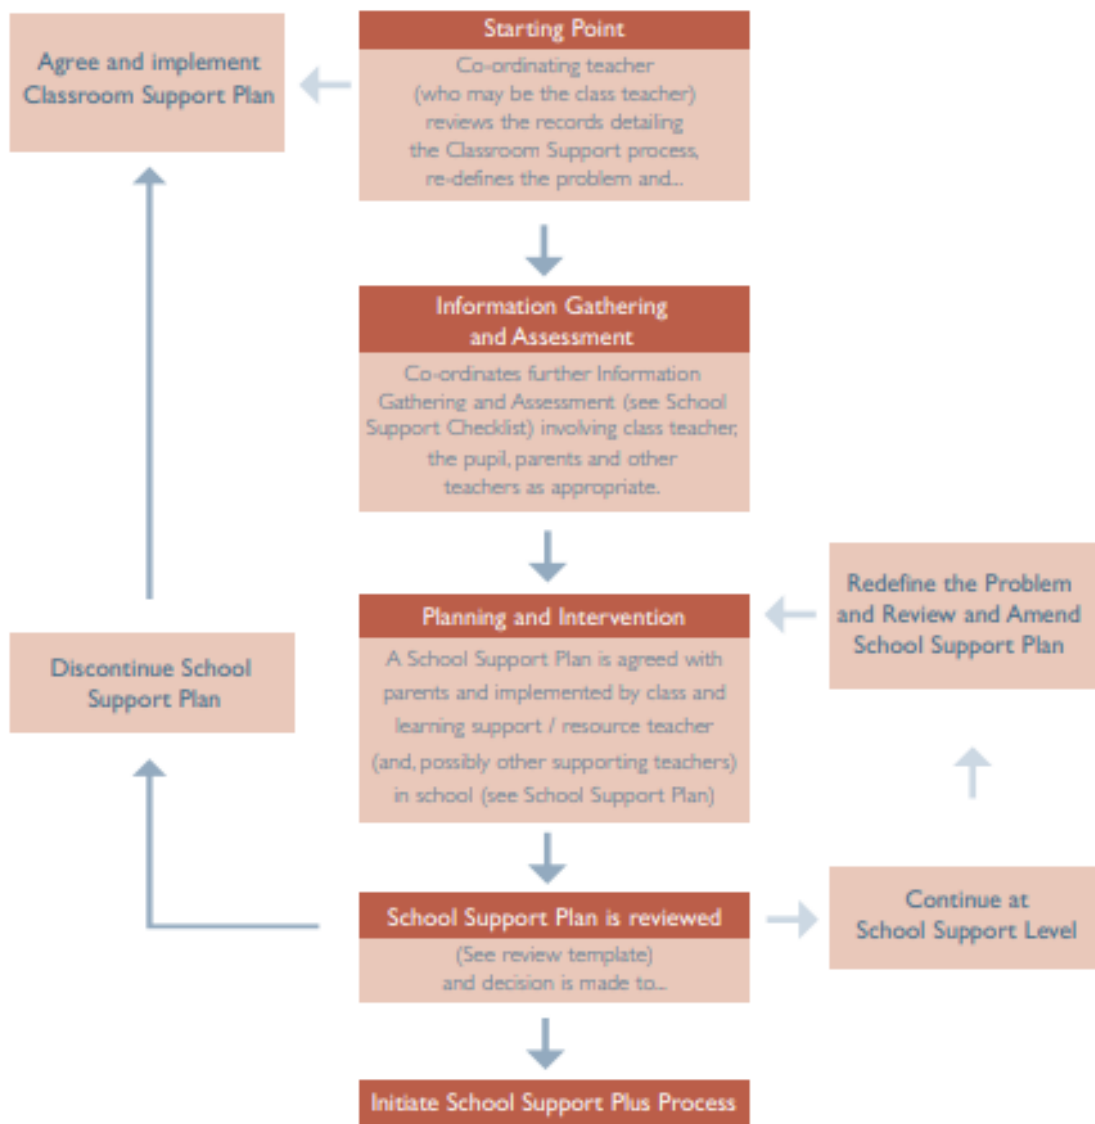 Agree and implement
Classroom Support Plan
Starting Point
Co-ordinating teacher
(who may be the class teacher)
reviews the records detailing
the Classroom Support process,
re-defines the problem and...
Information Gathering
and Assessment
Co-ordinates further Information
Gathering and Assessment (see School
Support Checklist) involving class teacher,
the pupil, parents and other
teachers as appropriate.
Planning and Intervention
A School Support Plan is agreed with
parents and implemented by class and
learning support / resource teacher
(and, possibly other supporting teachers)
in school (see School Support Plan)
Redefine the Problem
and Review and Amend
School Support Plan
Discontinue School
Support Plan
School Support Plan is reviewed
(See review template)
and decision is made to...
Continue at
School Support Level
Initiate School Support Plus Process